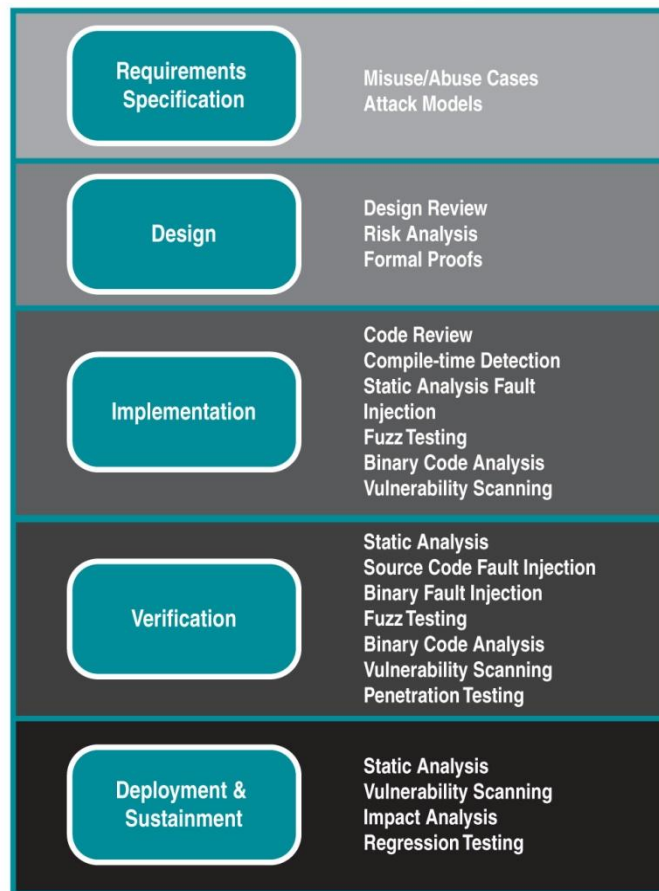 Requirements
Specification
Misuse/Abuse Cases
Attack Models
Design
Design Review
Risk Analysis
Formal Proofs
Implementation
Code Review
Compile-time Detection
Static Analysis Fault
Injection
Fuzz Testing
Binary Code Analysis
Vulnerability Scanning
Verification
Static Analysis
Source Code Fault Injection
Binary Fault Injection
Fuzz Testing
Binary Code Analysis
Vulnerability Scanning
Penetration Testing
Deployment &
Sustainment
Static Analysis
Vulnerability Scanning
Impact Analysis
Regression Testing